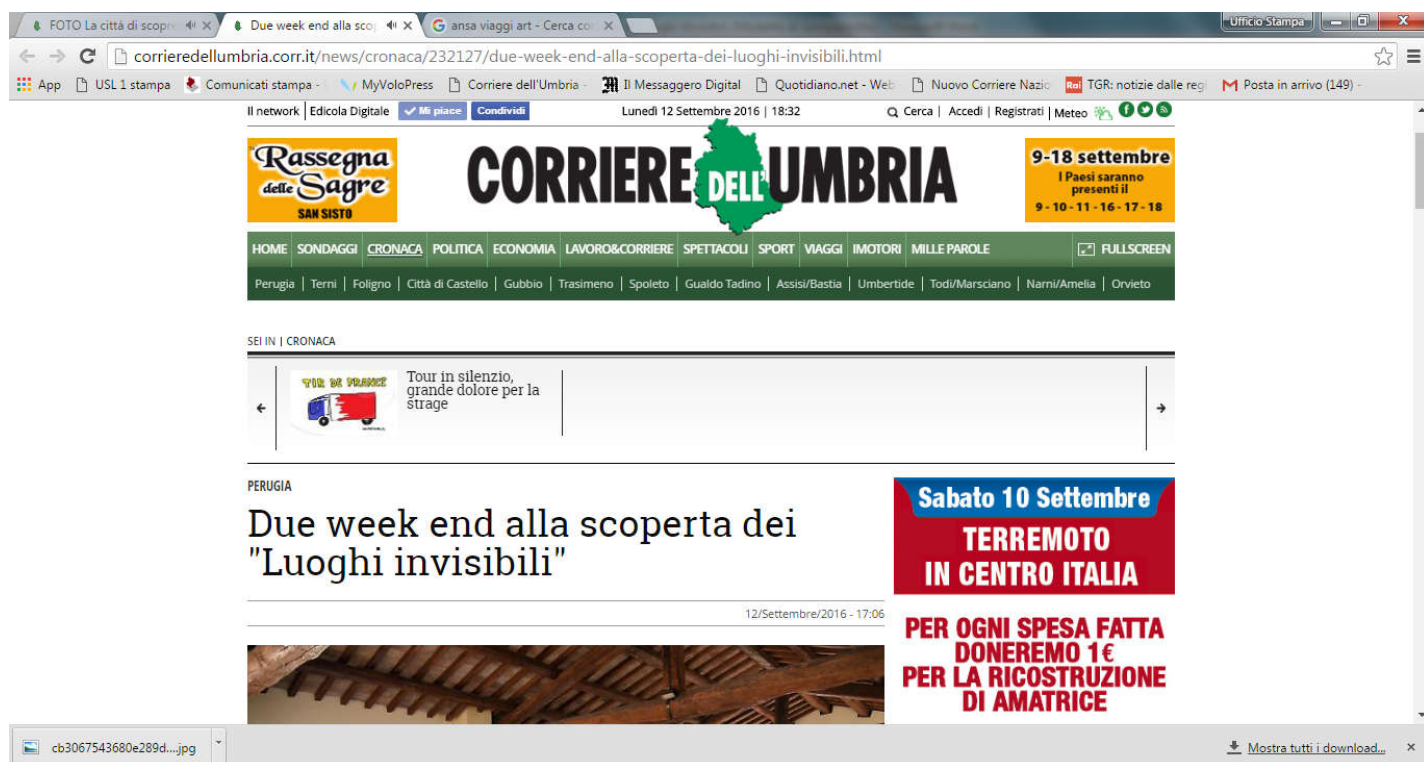 FOTO La città di scopre
Due week end alla scop
ansa viaggi art - Cerca co
Ufficio Stampa
corrieredellumbria.corr.it/news/cronaca/232127/due-week-end-alla-scoperta-dei-luoghi-invisibili.html
App USL 1 stampa Comunicati stampa - MyVoloPress Corriere dell'Umbria - Il Messaggero Digital Quotidiano.net - Web Nuovo Corriere Nazio TGR: notizie dalle regi Posta in arrivo (149) -
Il network | Edicola Digitale Mi piace Condividi Lunedì 12 Settembre 2016 | 18:32 Cerca | Accedi | Registrati | Meteo
Rassegna
delle Sagre
SAN SISTO
CORRIERE DELL'UMBRIA
9-18 settembre
I Paesi saranno
presenti il
9 - 10 - 11 - 16 - 17 - 18
HOME SONDAGGI CRONACA POLITICA ECONOMIA LAVORO&CORRIERE SPETTACOLI SPORT VIAGGI IMOTORI MILLE PAROLE FULLSCREEN
Perugia | Terni | Foligno | Città di Castello | Gubbio | Trasimeno | Spoleto | Gualdo Tadino | Assisi/Bastia | Umbertide | Todi/Marsciano | Narni/Amelia | Orvieto
SEI IN | CRONACA
TIR DE FRANCE
Tour in silenzio,
grande dolore per la
strage
PERUGIA
Due week end alla scoperta dei
"Luoghi invisibili"
12/Settembre/2016 - 17:06
Sabato 10 Settembre
TERREMOTO
IN CENTRO ITALIA
PER OGNI SPESA FATTA
DONEREMO 1€
PER LA RICOSTRUZIONE
DI AMATRICE
cb3067543680e289d....jpg
Mostra tutti i download...